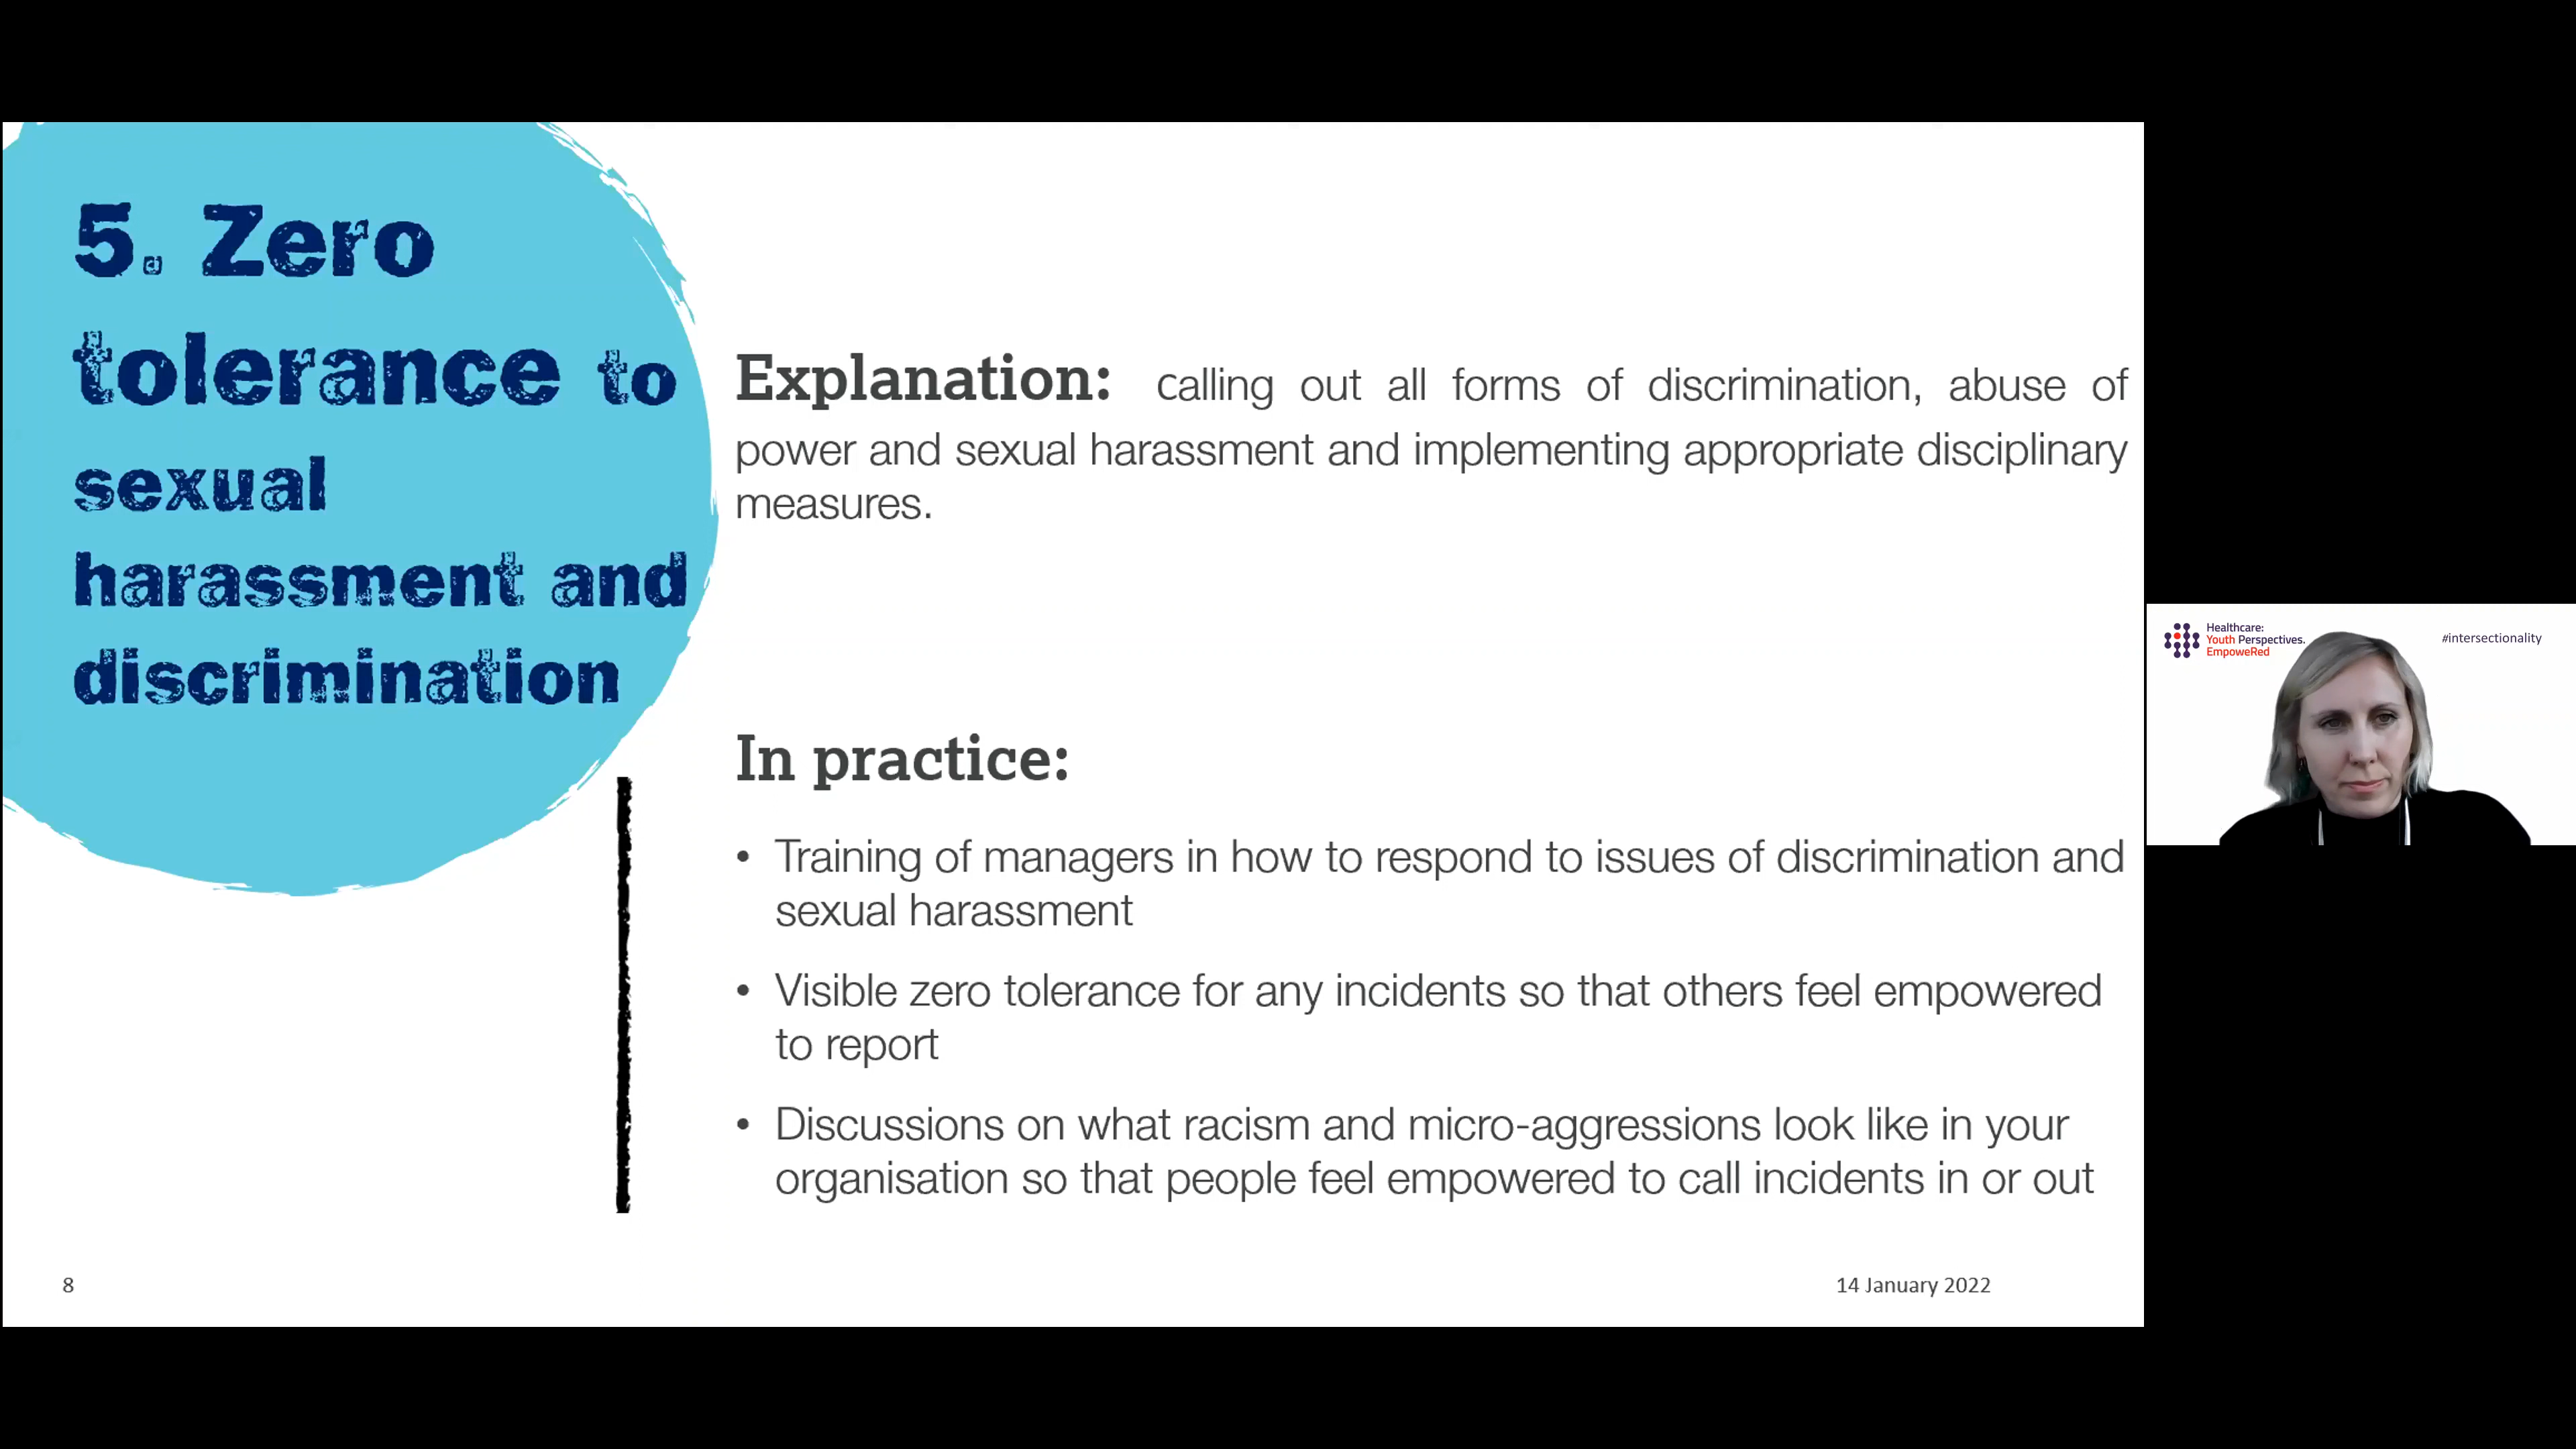 5. Zero
tolerance to
sexual
harassment and
discrimination
Explanation: calling out all forms of discrimination, abuse of
power and sexual harassment and implementing appropriate disciplinary
measures.
In practice:
• Training of managers in how to respond to issues of discrimination and
sexual harassment
• Visible zero tolerance for any incidents so that others feel empowered
to report
• Discussions on what racism and micro-aggressions look like in your
organisation so that people feel empowered to call incidents in or out
8
14 January 2022
Healthcare:
Youth Perspectives.
EmpoweRed
#intersectionality